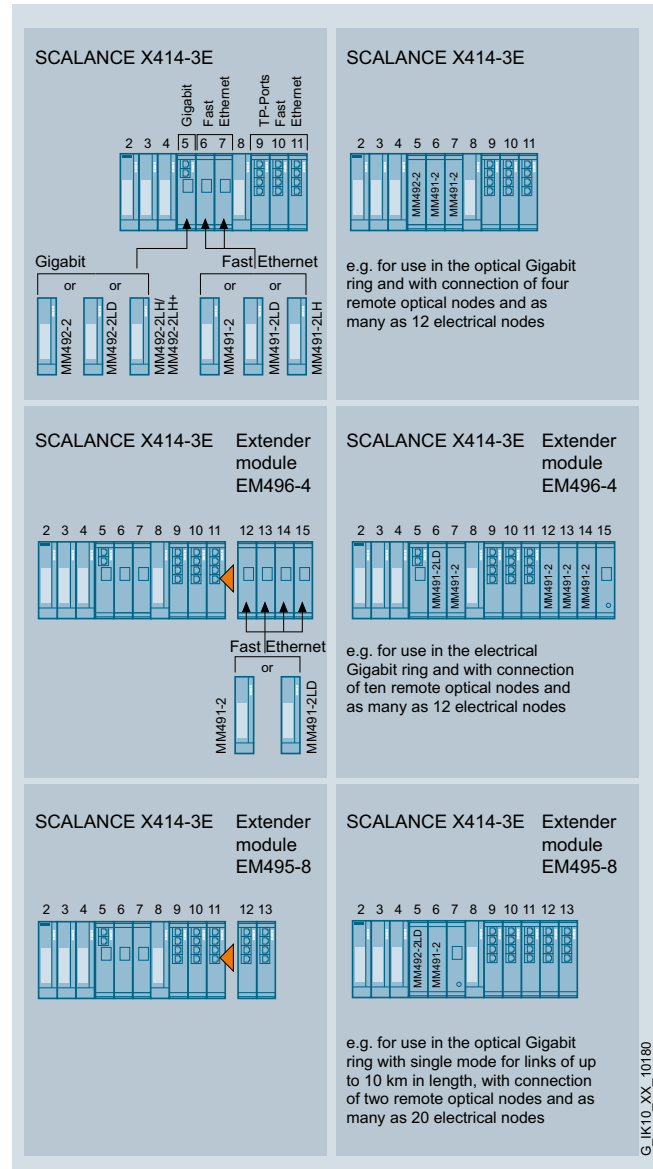 SCALANCE X414-3E
Gigabit
Fast
Ethernet
TP-Ports
Fast
Ethernet
2 3 4 5 6 7 8 9 10 11
Gigabit
or or
MM492-2
MM492-2LD
MM492-2LH/
MM492-2LH+
Fast Ethernet
or or
MM491-2
MM491-2LD
MM491-2LH
SCALANCE X414-3E
2 3 4 5 6 7 8 9 10 11
MM492-2
MM491-2
MM491-2
e.g. for use in the optical Gigabit
ring and with connection of four
remote optical nodes and as
many as 12 electrical nodes
SCALANCE X414-3E
Extender
module
EM496-4
2 3 4 5 6 7 8 9 10 11 12 13 14 15
Fast Ethernet
or
MM491-2
MM491-2LD
SCALANCE X414-3E
Extender
module
EM496-4
2 3 4 5 6 7 8 9 10 11 12 13 14 15
MM491-2LD
MM491-2
MM491-2
MM491-2
MM491-2
e.g. for use in the electrical
Gigabit ring and with connection
of ten remote optical nodes and
as many as 12 electrical nodes
SCALANCE X414-3E
Extender
module
EM495-8
2 3 4 5 6 7 8 9 10 11 12 13
SCALANCE X414-3E
Extender
module
EM495-8
2 3 4 5 6 7 8 9 10 11 12 13
MM492-2LD
MM491-2
e.g. for use in the optical Gigabit
ring with single mode for links of up
to 10 km in length, with connection
of two remote optical nodes and as
many as 20 electrical nodes
G_IK10_XX_10180